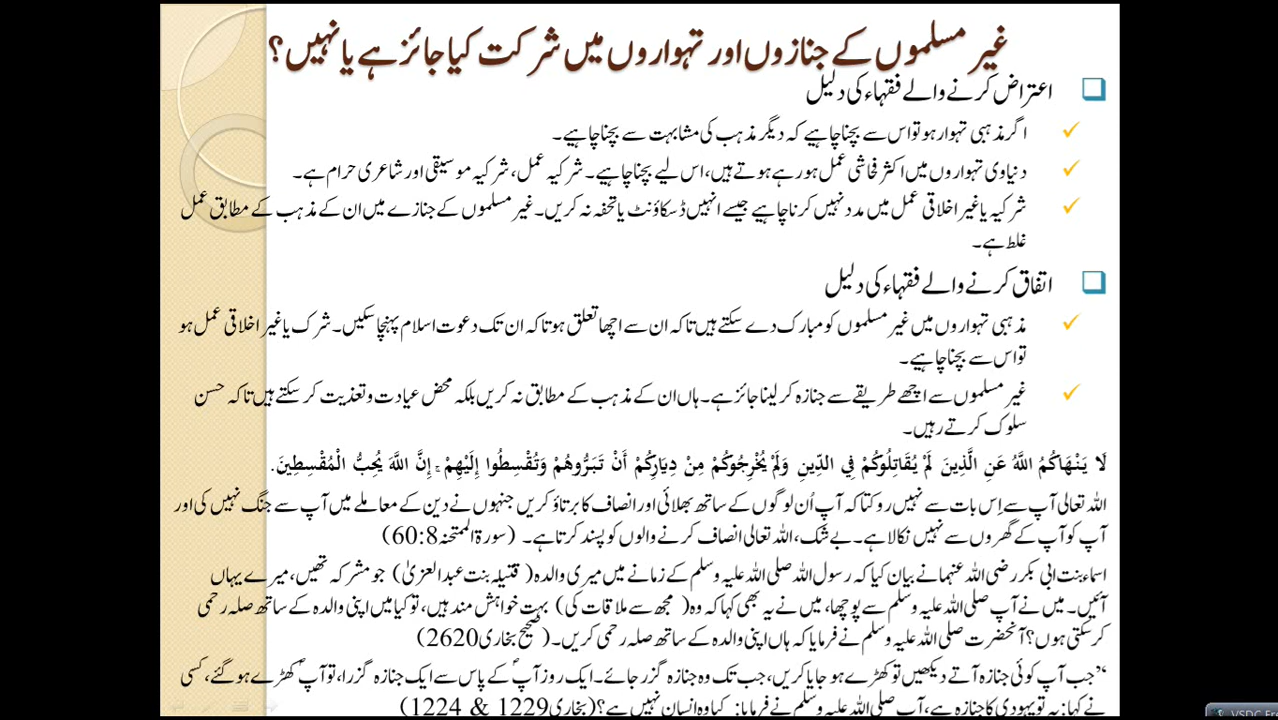 غیر مسلموں کے جنازوں اور تہواروں میں شرکت کیا جائز ہے یا نہیں؟
اعتراض کرنے والے فقہاء کی دلیل
اگر مذہبی تہوار ہو تو اس سے بچنا چاہیے کہ دیگر مذہب کی مشابہت سے بچنا چاہیے۔
دنیاوی تہواروں میں اکثر فحاشی عمل ہو رہے ہوتے ہیں، اس لیے بچنا چاہیے۔ شرکیہ عمل، شرکیہ موسیقی اور شاعری حرام ہے۔
شرکیہ یا غیر اخلاقی عمل میں مدد نہیں کرنا چاہیے جیسے انہیں ڈسکاؤنٹ یا تحفہ نہ کریں۔ غیر مسلموں کے جنازے میں ان کے مذہب کے مطابق عمل
غلط ہے۔
اتفاق کرنے والے فقہاء کی دلیل
مذہبی تہواروں میں غیر مسلموں کو مبارک دے سکتے ہیں تاکہ ان سے اچھا تعلق ہو تاکہ ان تک دعوت اسلام پہنچا سکیں۔ شرک یا غیر اخلاقی عمل ہو
تو اس سے بچنا چاہیے۔
غیر مسلموں سے اچھے طریقے سے جنازہ کر لینا جائز ہے۔ ہاں ان کے مذہب کے مطابق نہ کریں بلکہ محض عیادت و تعذیت کر سکتے ہیں تاکہ حسن
سلوک کرتے رہیں۔
لَا يَنْهَاكُمُ اللَّهُ عَنِ الَّذِينَ لَمْ يُقَاتِلُوكُمْ فِي الدِّينِ وَلَمْ يُخْرِجُوكُمْ مِنْ دِيَارِكُمْ أَنْ تَبَرُّوهُمْ وَتُقْسِطُوا إِلَيْهِمْ ۚ إِنَّ اللَّهَ يُحِبُّ الْمُقْسِطِينَ.
اللہ تعالی آپ سے اِس بات سے نہیں روکتا کہ آپ اُن لوگوں کے ساتھ بھلائی اور انصاف کا برتاؤ کریں جنہوں نے دین کے معاملے میں آپ سے جنگ نہیں کی اور
آپ کو آپ کے گھروں سے نہیں نکالا ہے۔ بے شک، اللہ تعالی انصاف کرنے والوں کو پسند کرتا ہے۔ (سورۃ الممتحنہ 60:8)
اسماء بنت ابی بکر رضی اللہ عنہما نے بیان کیا کہ رسول اللہ صلی اللہ علیہ وسلم کے زمانے میں میری والدہ (قتیلہ بنت عبدالعزیٰ) جو مشرکہ تھیں، میرے یہاں
آئیں۔ میں نے آپ صلی اللہ علیہ وسلم سے پوچھا، میں نے یہ بھی کہا کہ وہ (مجھ سے ملاقات کی) بہت خواہش مند ہیں، تو کیا میں اپنی والدہ کے ساتھ صلہ رحمی
کر سکتی ہوں؟ آنحضرت صلی اللہ علیہ وسلم نے فرمایا کہ ہاں اپنی والدہ کے ساتھ صلہ رحمی کریں۔ (صحیح بخاری 2620)
”جب آپ کوئی جنازہ آتے دیکھیں تو کھڑے ہو جایا کریں، جب تک وہ جنازہ گزر جائے۔ ایک روز آپؐ کے پاس سے ایک جنازہ گزرا، تو آپؐ کھڑے ہو گئے، کسی
نے کہا: یہ تو یہودی کا جنازہ ہے، آپ صلی اللہ علیہ وسلم نے فرمایا: کیا وہ انسان نہیں ہے؟ (بخاری 1229 & 1224)